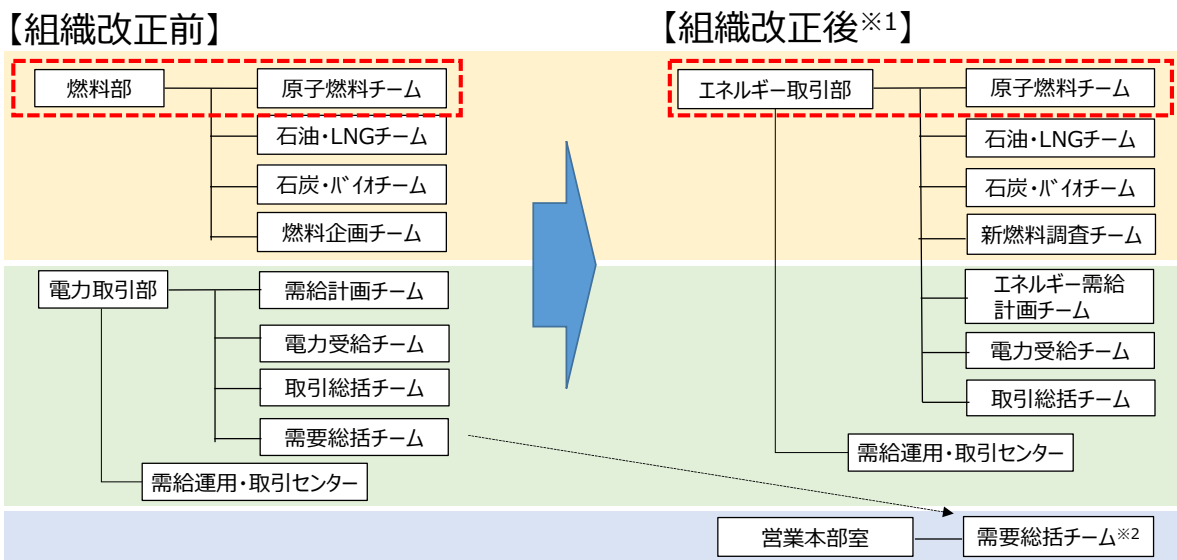 【組織改正前】
燃料部
原子燃料チーム
石油・LNGチーム
石炭・バイオチーム
燃料企画チーム
電力取引部
需給計画チーム
電力受給チーム
取引総括チーム
需要総括チーム
需給運用・取引センター
【組織改正後※1】
エネルギー取引部
原子燃料チーム
石油・LNGチーム
石炭・バイオチーム
新燃料調査チーム
エネルギー需給
計画チーム
電力受給チーム
取引総括チーム
需給運用・取引センター
営業本部室
需要総括チーム※2